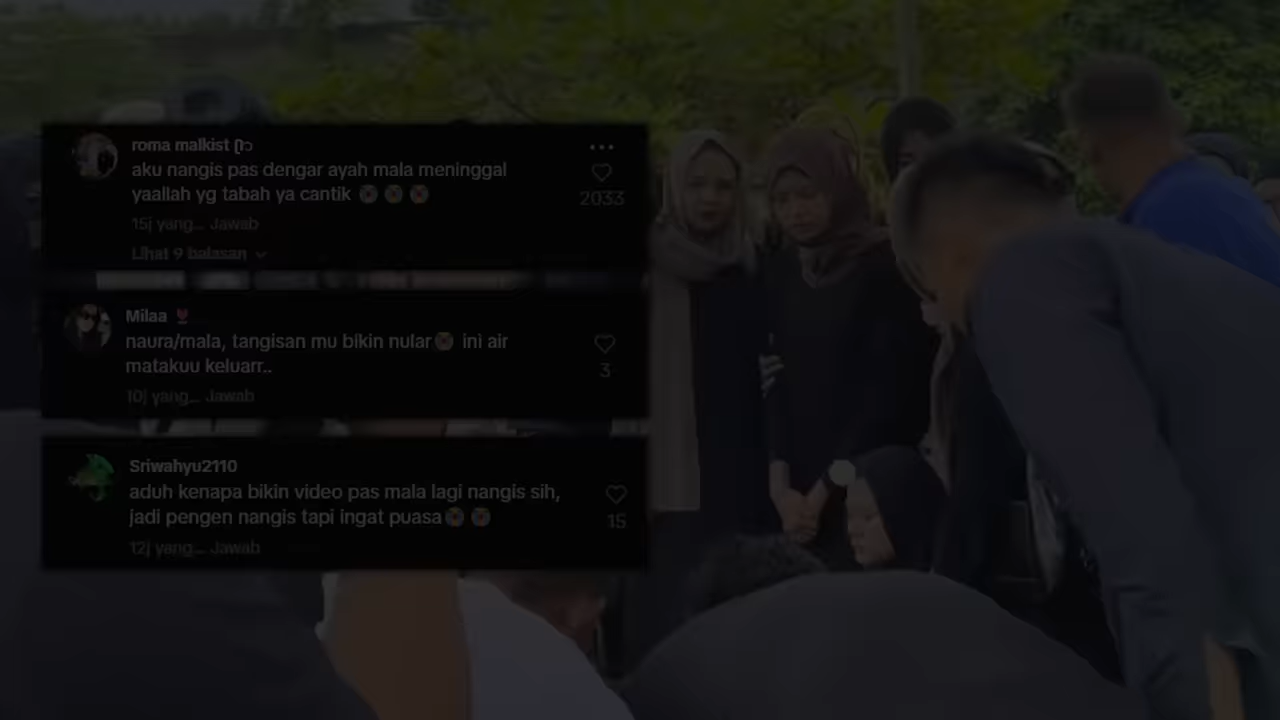 roma malkist
aku nangis pas dengar ayah mala meninggal
yaallah yg tabah ya cantik 😭😭😭
2033
15j yang... Jawab
Lihat 9 balasan
Milaa
naura/mala, tangisan mu bikin nular😭 ini air
matakuu keluarr..
3
10j yang... Jawab
Sriwahyu2110
aduh kenapa bikin video pas mala lagi nangis sih,
jadi pengen nangis tapi ingat puasa😭😭
15
12j yang... Jawab